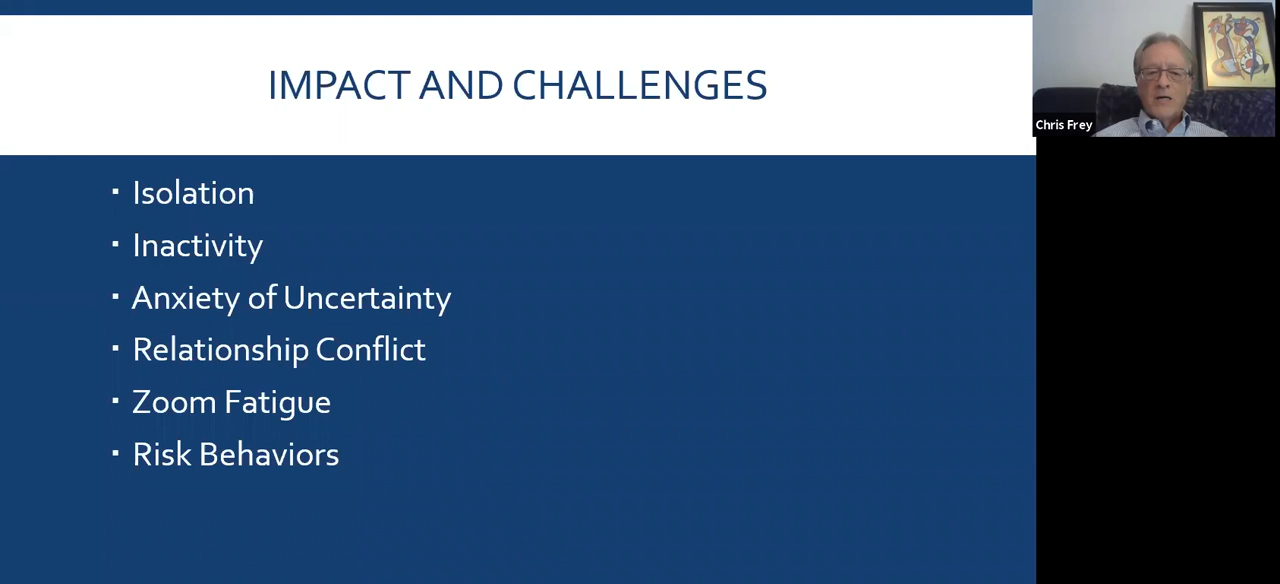 IMPACT AND CHALLENGES
▪ Isolation
▪ Inactivity
▪ Anxiety of Uncertainty
▪ Relationship Conflict
▪ Zoom Fatigue
▪ Risk Behaviors
Chris Frey